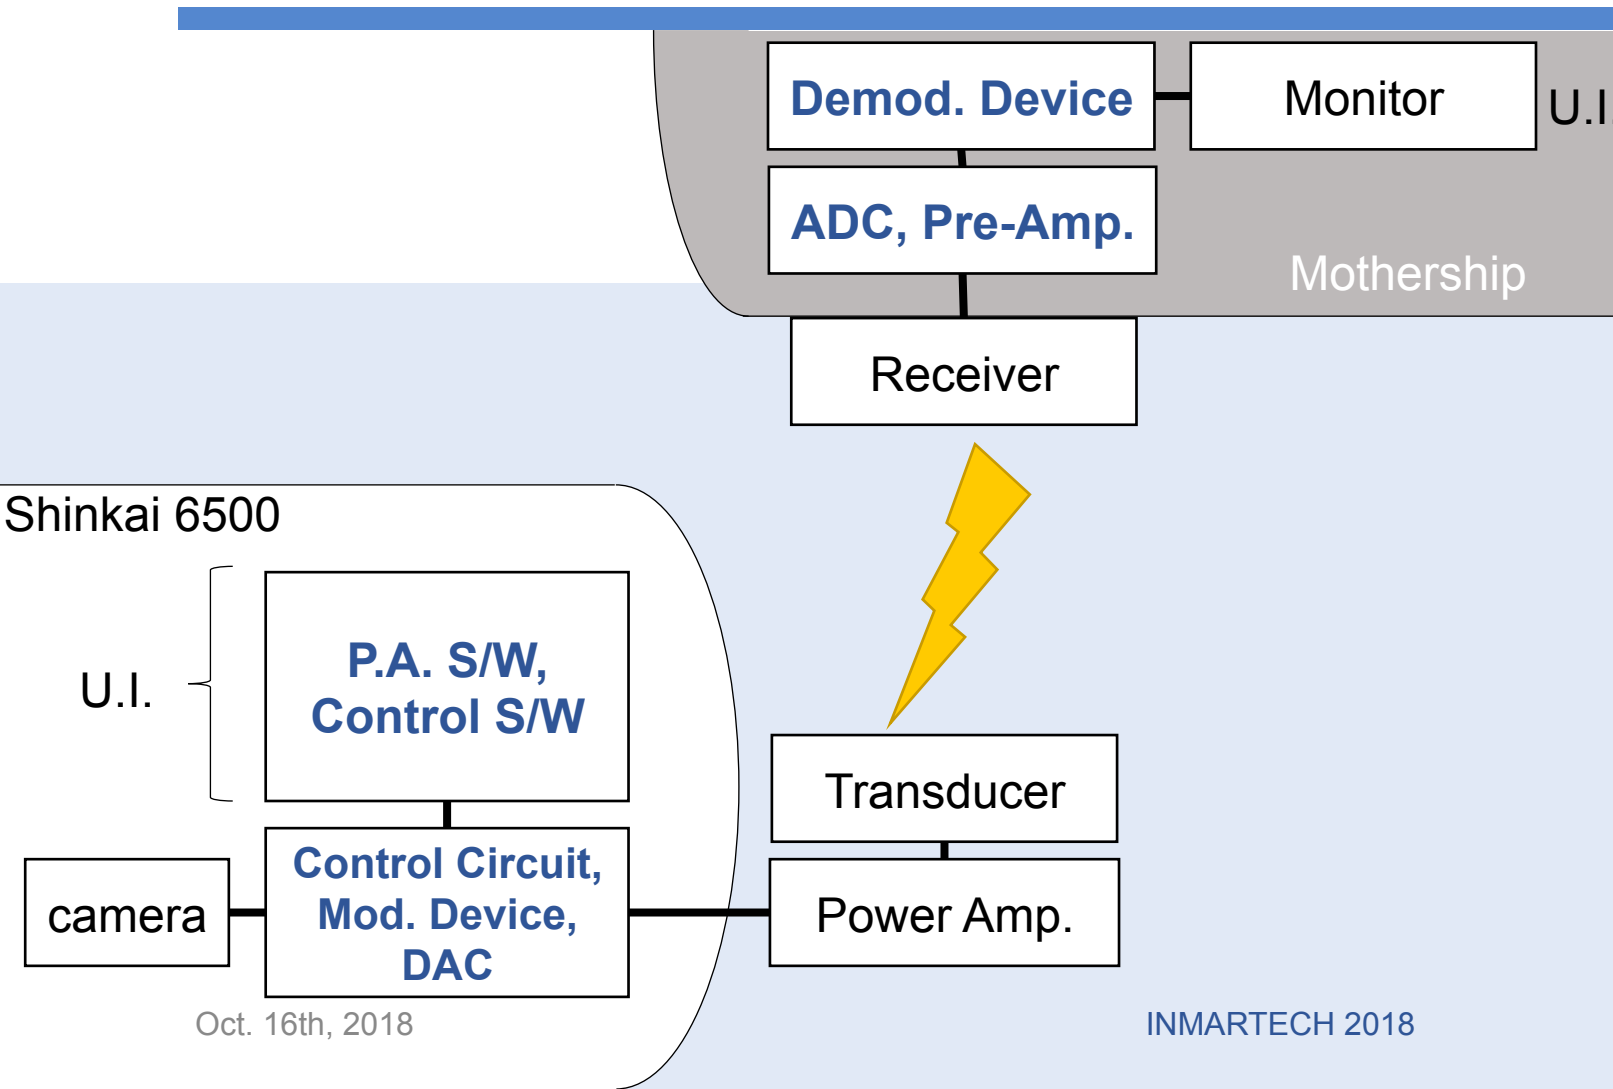 Demod. Device
Monitor
U.I.
ADC, Pre-Amp.
Mothership
Receiver
Shinkai 6500
U.I.
P.A. S/W,
Control S/W
Transducer
camera
Control Circuit,
Mod. Device,
DAC
Power Amp.
Oct. 16th, 2018
INMARTECH 2018